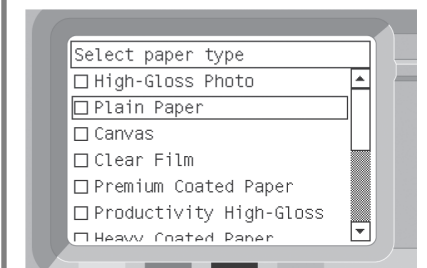 Select paper type
High-Gloss Photo
Plain Paper
Canvas
Clear Film
Premium Coated Paper
Productivity High-Gloss
Heavy Coated Paper